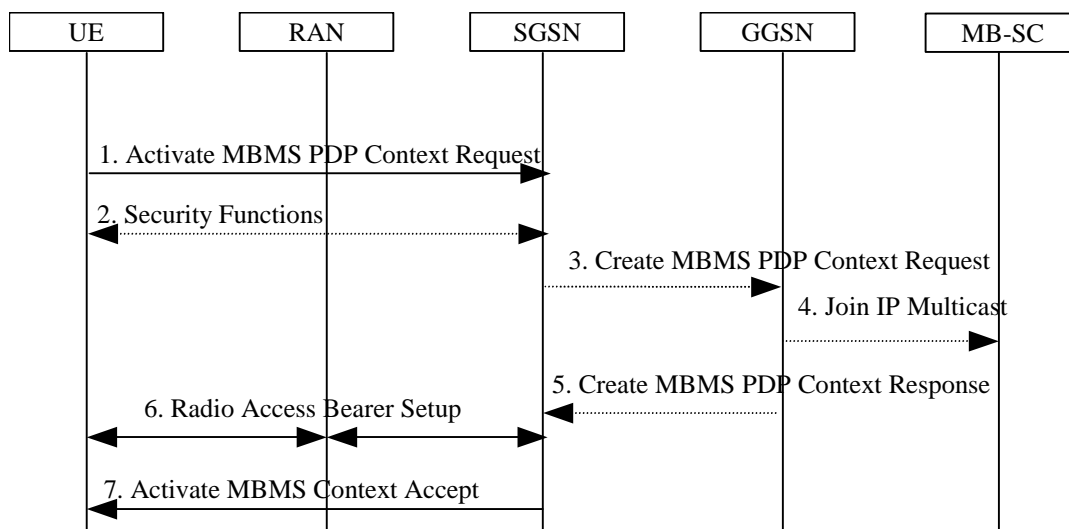 UE
RAN
SGSN
GGSN
MB-SC
1. Activate MBMS PDP Context Request
2. Security Functions
3. Create MBMS PDP Context Request
4. Join IP Multicast
5. Create MBMS PDP Context Response
6. Radio Access Bearer Setup
7. Activate MBMS Context Accept